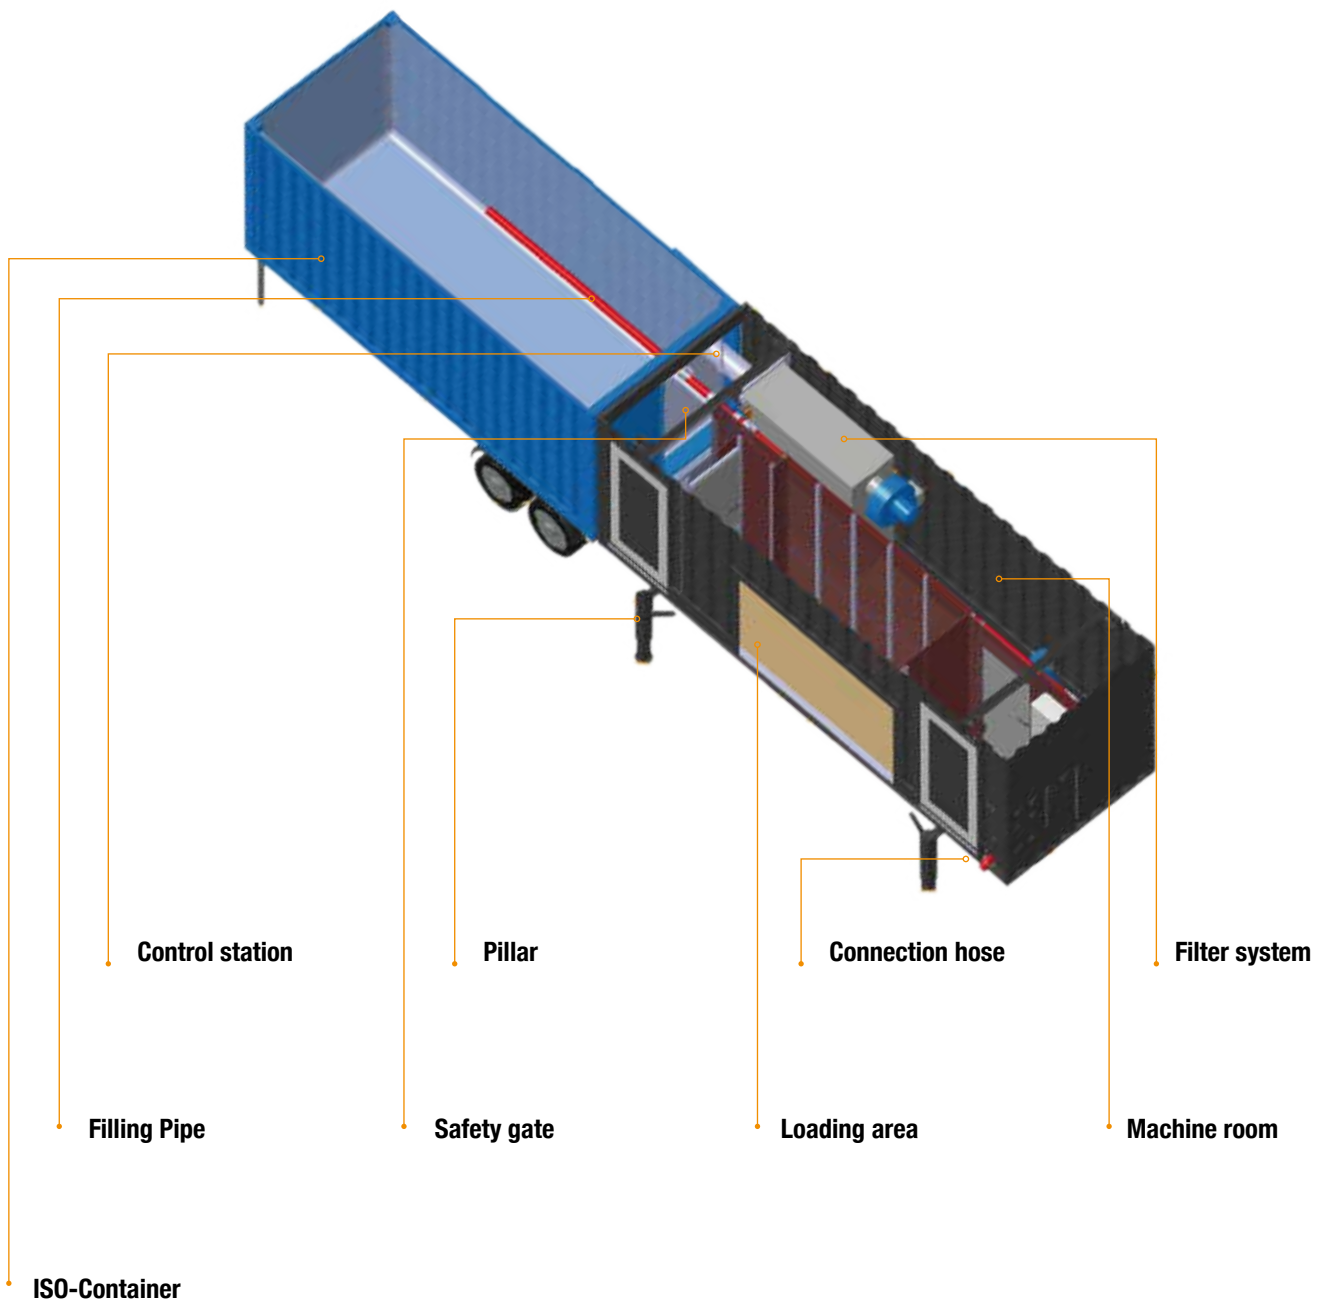 Control station
Pillar
Connection hose
Filter system
Filling Pipe
Safety gate
Loading area
Machine room
ISO-Container